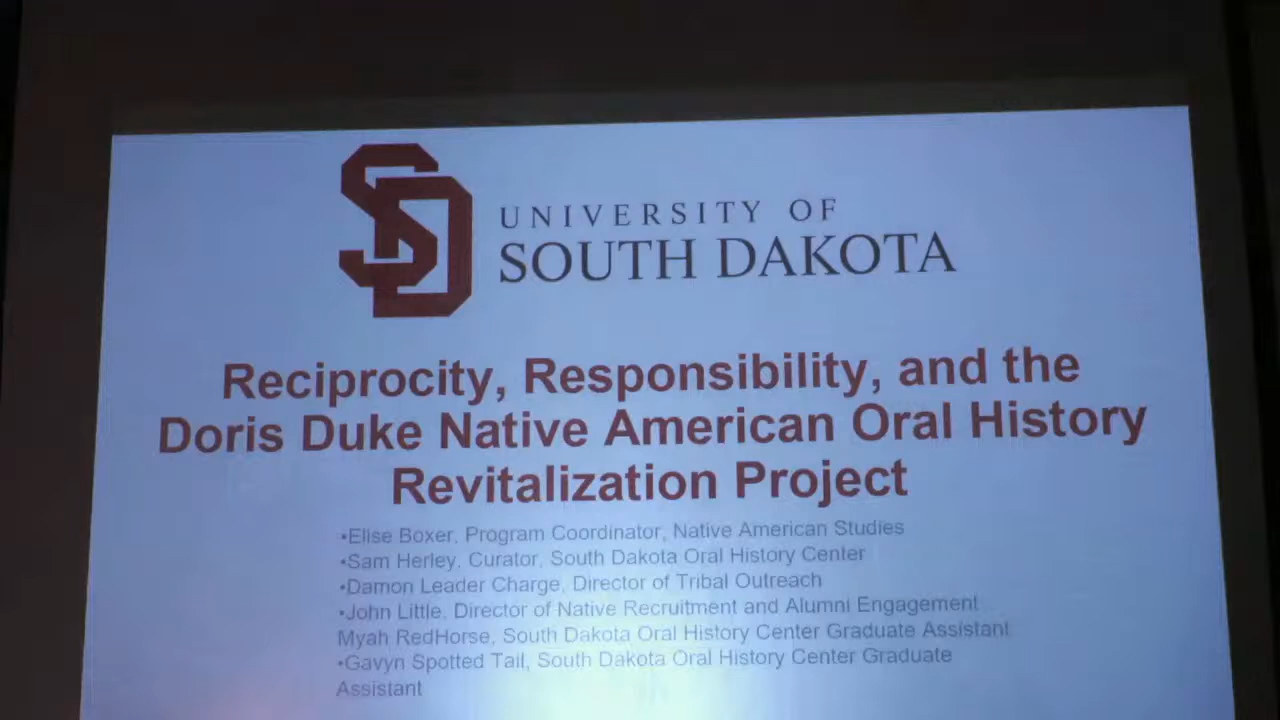 SD
UNIVERSITY OF
SOUTH DAKOTA
Reciprocity, Responsibility, and the
Doris Duke Native American Oral History
Revitalization Project
•Elise Boxer, Program Coordinator, Native American Studies
•Sam Herley, Curator, South Dakota Oral History Center
•Damon Leader Charge, Director of Tribal Outreach
•John Little, Director of Native Recruitment and Alumni Engagement
Myah RedHorse, South Dakota Oral History Center Graduate Assistant
•Gavyn Spotted Tail, South Dakota Oral History Center Graduate
Assistant